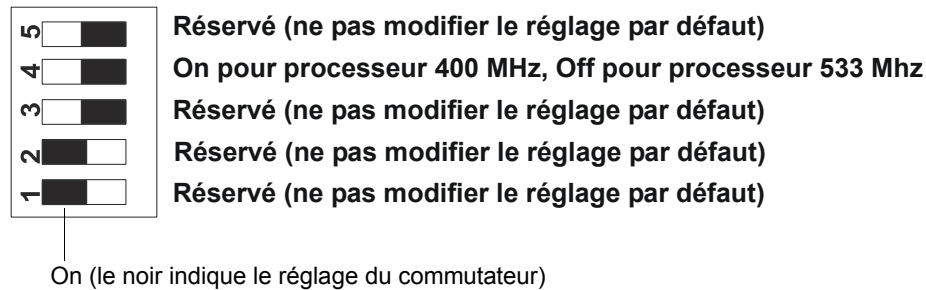 5 Réservé (ne pas modifier le réglage par défaut)
4 On pour processeur 400 MHz, Off pour processeur 533 Mhz
3 Réservé (ne pas modifier le réglage par défaut)
2 Réservé (ne pas modifier le réglage par défaut)
1 Réservé (ne pas modifier le réglage par défaut)
On (le noir indique le réglage du commutateur)